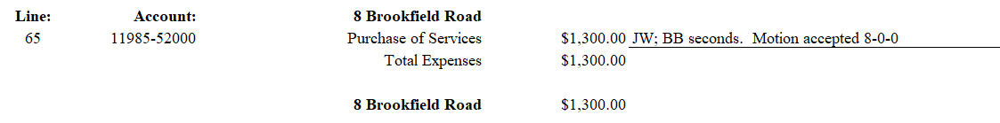 Line: Account: 8 Brookfield Road
65 11985-52000 Purchase of Services $1,300.00 JW; BB seconds. Motion accepted 8-0-0
Total Expenses $1,300.00
8 Brookfield Road $1,300.00